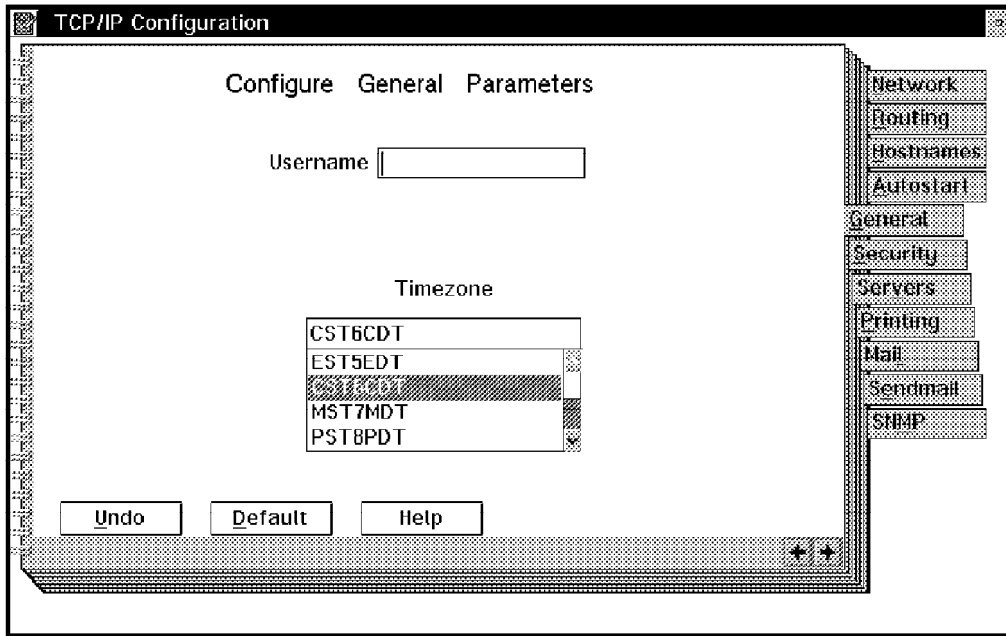 TCP/IP Configuration
Configure General Parameters
Username
Timezone
CST6CDT
EST5EDT
CST6CDT
MST7MDT
PST8PDT
Undo
Default
Help
Network
Routing
Hostnames
Autostart
General
Security
Servers
Printing
Mail
Sendmail
SNMP